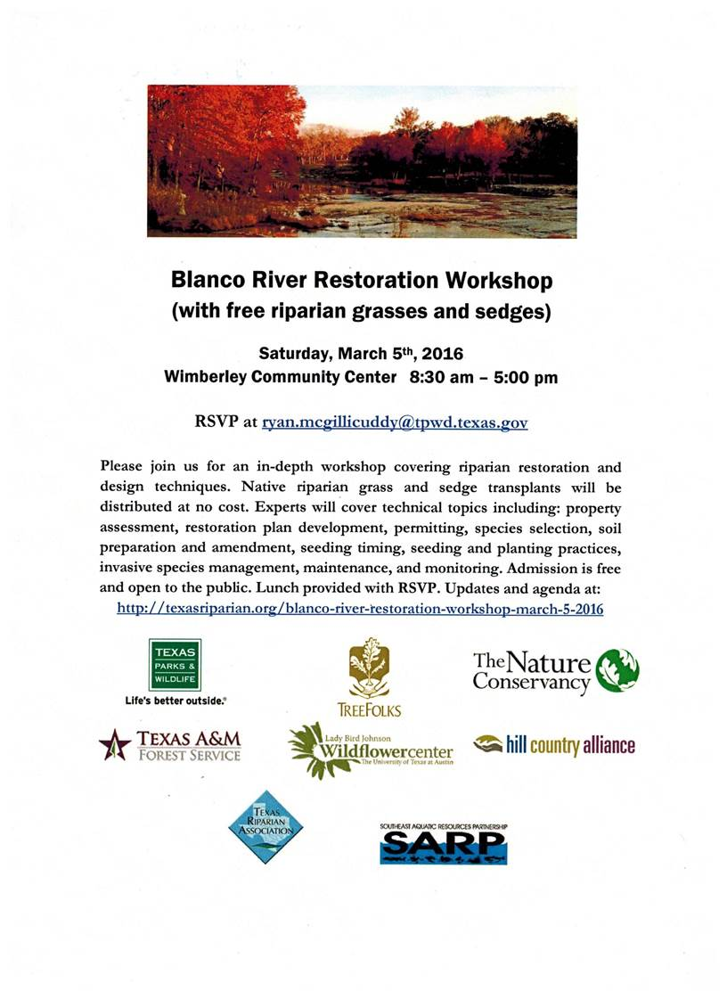 Blanco River Restoration Workshop
(with free riparian grasses and sedges)
Saturday, March 5th, 2016
Wimberley Community Center 8:30 am – 5:00 pm
RSVP at ryan.mcgillicuddy@tpwd.texas.gov
Please join us for an in-depth workshop covering riparian restoration and
design techniques. Native riparian grass and sedge transplants will be
distributed at no cost. Experts will cover technical topics including: property
assessment, restoration plan development, permitting, species selection, soil
preparation and amendment, seeding timing, seeding and planting practices,
invasive species management, maintenance, and monitoring. Admission is free
and open to the public. Lunch provided with RSVP. Updates and agenda at:
http://texasriparian.org/blanco-river-restoration-workshop-march-5-2016
TEXAS
PARKS &
WILDLIFE
Life's better outside.®
TREEFOLKS
The Nature
Conservancy
TEXAS A&M
FOREST SERVICE
Lady Bird Johnson
Wildflowercenter
The University of Texas at Austin
hill country alliance
TEXAS
RIPARIAN
ASSOCIATION
SOUTHEAST AQUATIC RESOURCES PARTNERSHIP
SARP